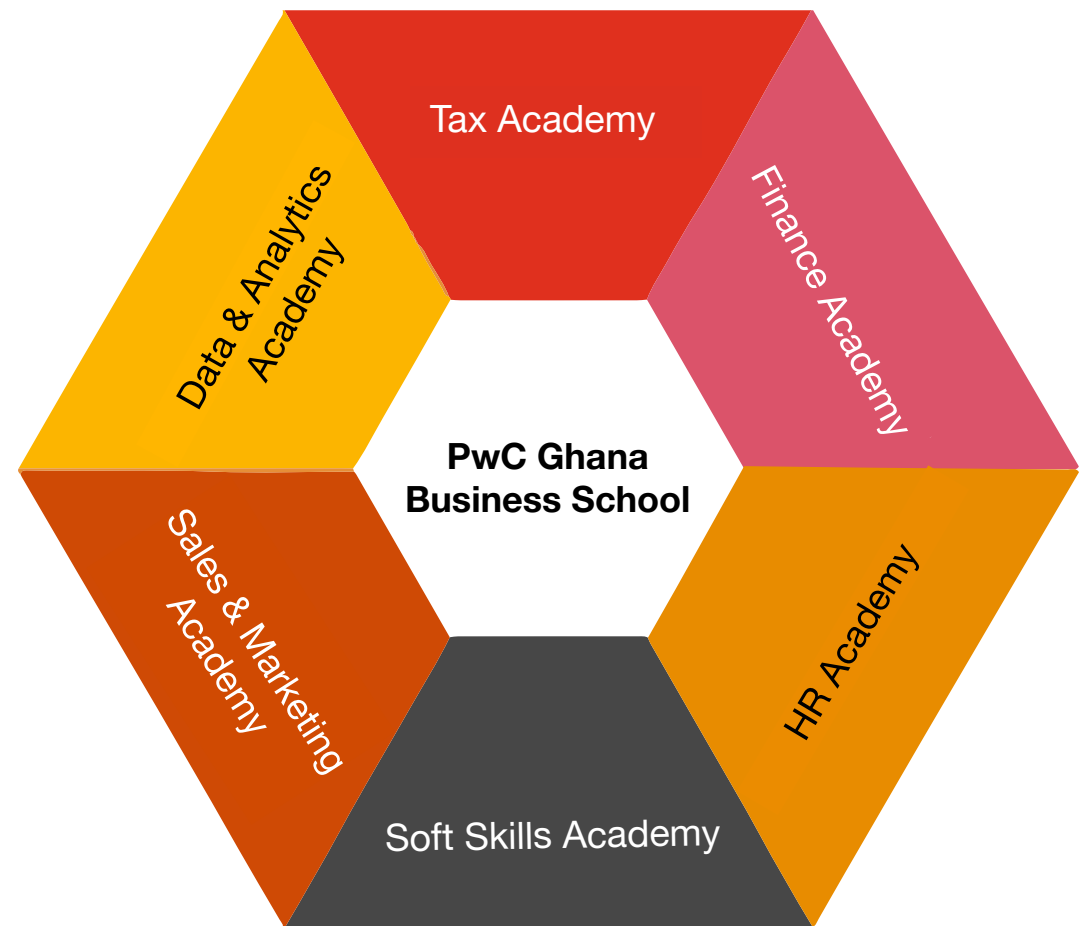 Tax Academy
Finance Academy
HR Academy
Soft Skills Academy
Sales & Marketing
Academy
Data & Analytics
Academy
PwC Ghana
Business School